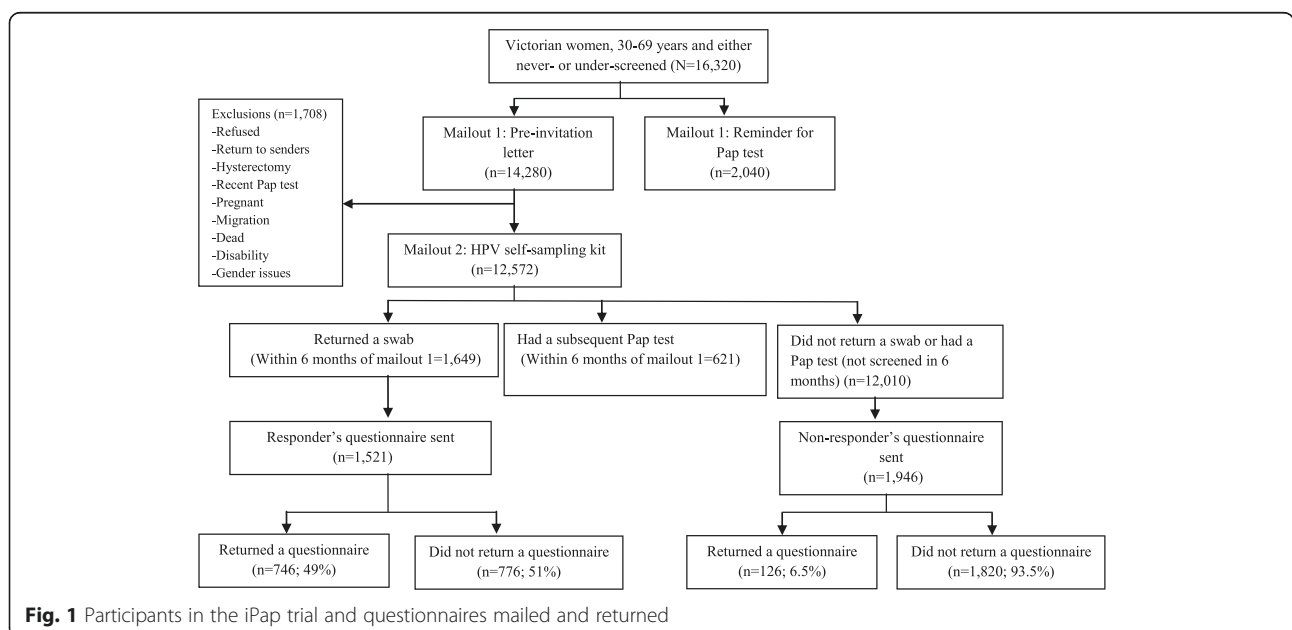 Victorian women, 30-69 years and either
never- or under-screened (N=16,320)
Exclusions (n=1,708)
-Refused
-Return to senders
-Hysterectomy
-Recent Pap test
-Pregnant
-Migration
-Dead
-Disability
-Gender issues
Mailout 1: Pre-invitation
letter
(n=14,280)
Mailout 1: Reminder for
Pap test
(n=2,040)
Mailout 2: HPV self-sampling kit
(n=12,572)
Returned a swab
(Within 6 months of mailout 1=1,649)
Had a subsequent Pap test
(Within 6 months of mailout 1=621)
Did not return a swab or had a
Pap test (not screened in 6
months) (n=12,010)
Responder's questionnaire sent
(n=1,521)
Non-responder's questionnaire
sent
(n=1,946)
Returned a questionnaire
(n=746; 49%)
Did not return a questionnaire
(n=776; 51%)
Returned a questionnaire
(n=126; 6.5%)
Did not return a questionnaire
(n=1,820; 93.5%)
Fig. 1 Participants in the iPap trial and questionnaires mailed and returned